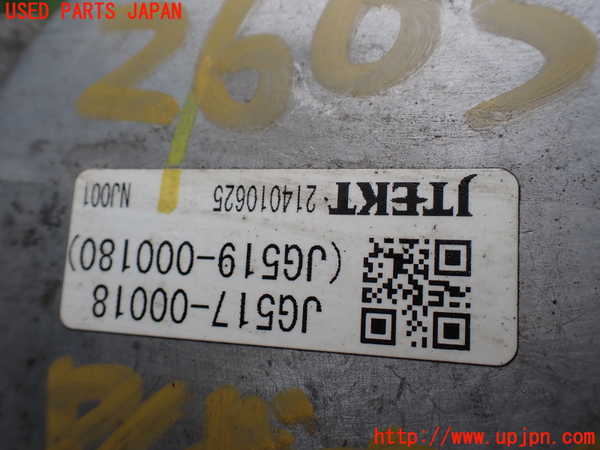 USED PARTS JAPAN
2605
JTEKT 214010625 NJ001
JG517-00018
(JG519-000180)
http://www.upjpn.com/